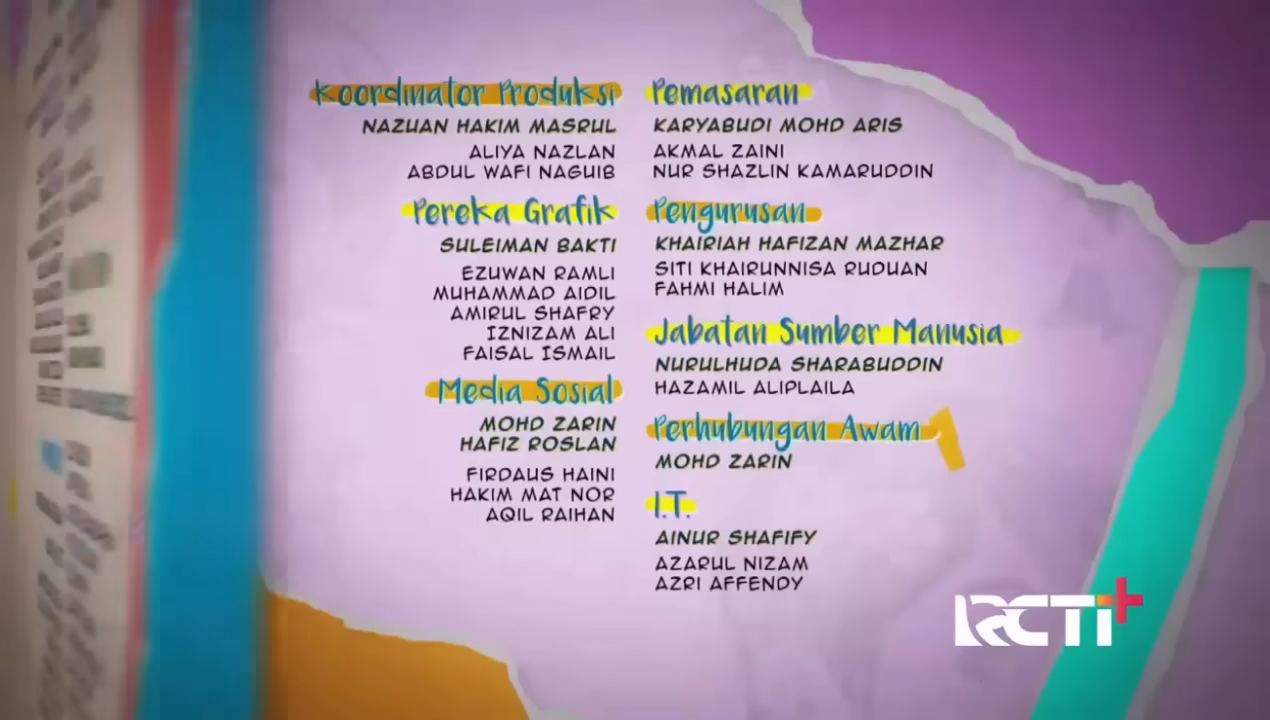 Koordinator Produksi
NAZUAN HAKIM MASRUL
ALIYA NAZLAN
ABDUL WAFI NAGUIB
Pereka Grafik
SULEIMAN BAKTI
EZUWAN RAMLI
MUHAMMAD AIDIL
AMIRUL SHAFRY
IZNIZAM ALI
FAISAL ISMAIL
Media Sosial
MOHD ZARIN
HAFIZ ROSLAN
FIRDAUS HAINI
HAKIM MAT NOR
AQIL RAIHAN
Pemasaran
KARYABUDI MOHD ARIS
AKMAL ZAINI
NUR SHAZLIN KAMARUDDIN
Pengurusan
KHAIRIAH HAFIZAN MAZHAR
SITI KHAIRUNNISA RUDUAN
FAHMI HALIM
Jabatan Sumber Manusia
NURULHUDA SHARABUDDIN
HAZAMIL ALIPLAILA
Perhubungan Awam
MOHD ZARIN
I.T.
AINUR SHAFIFY
AZARUL NIZAM
AZRI AFFENDY
RCTI+